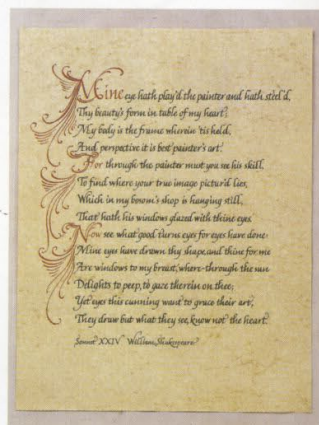 Mine eye hath play'd the painter and hath steel'd,
Thy beauty's form in table of my heart;
My body is the frame wherein 'tis held,
And perspective it is best painter's art.
For through the painter must you see his skill,
To find where your true image pictur'd lies,
Which in my bosom's shop is hanging still,
That hath his windows glazed with thine eyes.
Now see what good turns eyes for eyes have done:
Mine eyes have drawn thy shape, and thine for me
Are windows to my breast, where-through the sun
Delights to peep, to gaze therein on thee;
Yet eyes this cunning want to grace their art,
They draw but what they see, know not the heart.
Sonnet XXIV William Shakespeare